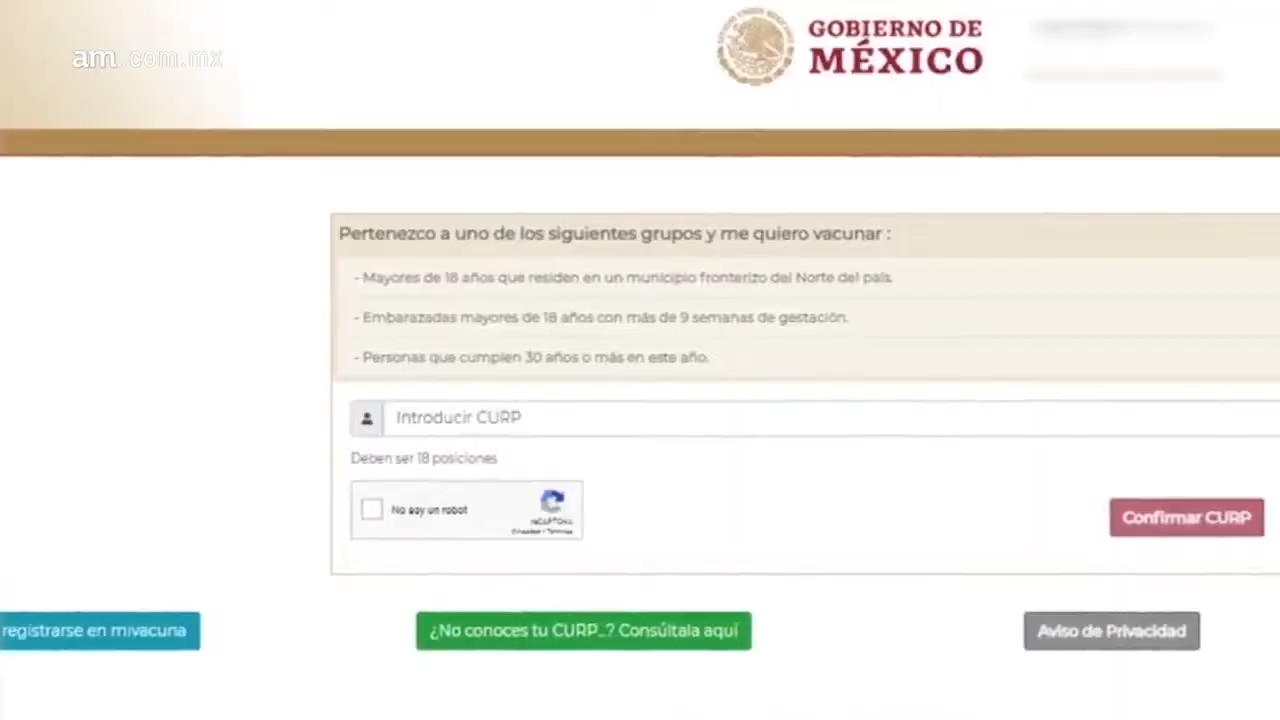 am.com.mx
GOBIERNO DE
MÉXICO
Pertenezco a uno de los siguientes grupos y me quiero vacunar :
- Mayores de 18 años que residen en un municipio fronterizo del Norte del país.
- Embarazadas mayores de 18 años con más de 9 semanas de gestación.
- Personas que cumplen 30 años o más en este año.
Introducir CURP
Deben ser 18 posiciones
No soy un robot
reCAPTCHA
Confirmar CURP
registrarse en mivacuna
¿No conoces tu CURP...? Consúltala aquí
Aviso de Privacidad